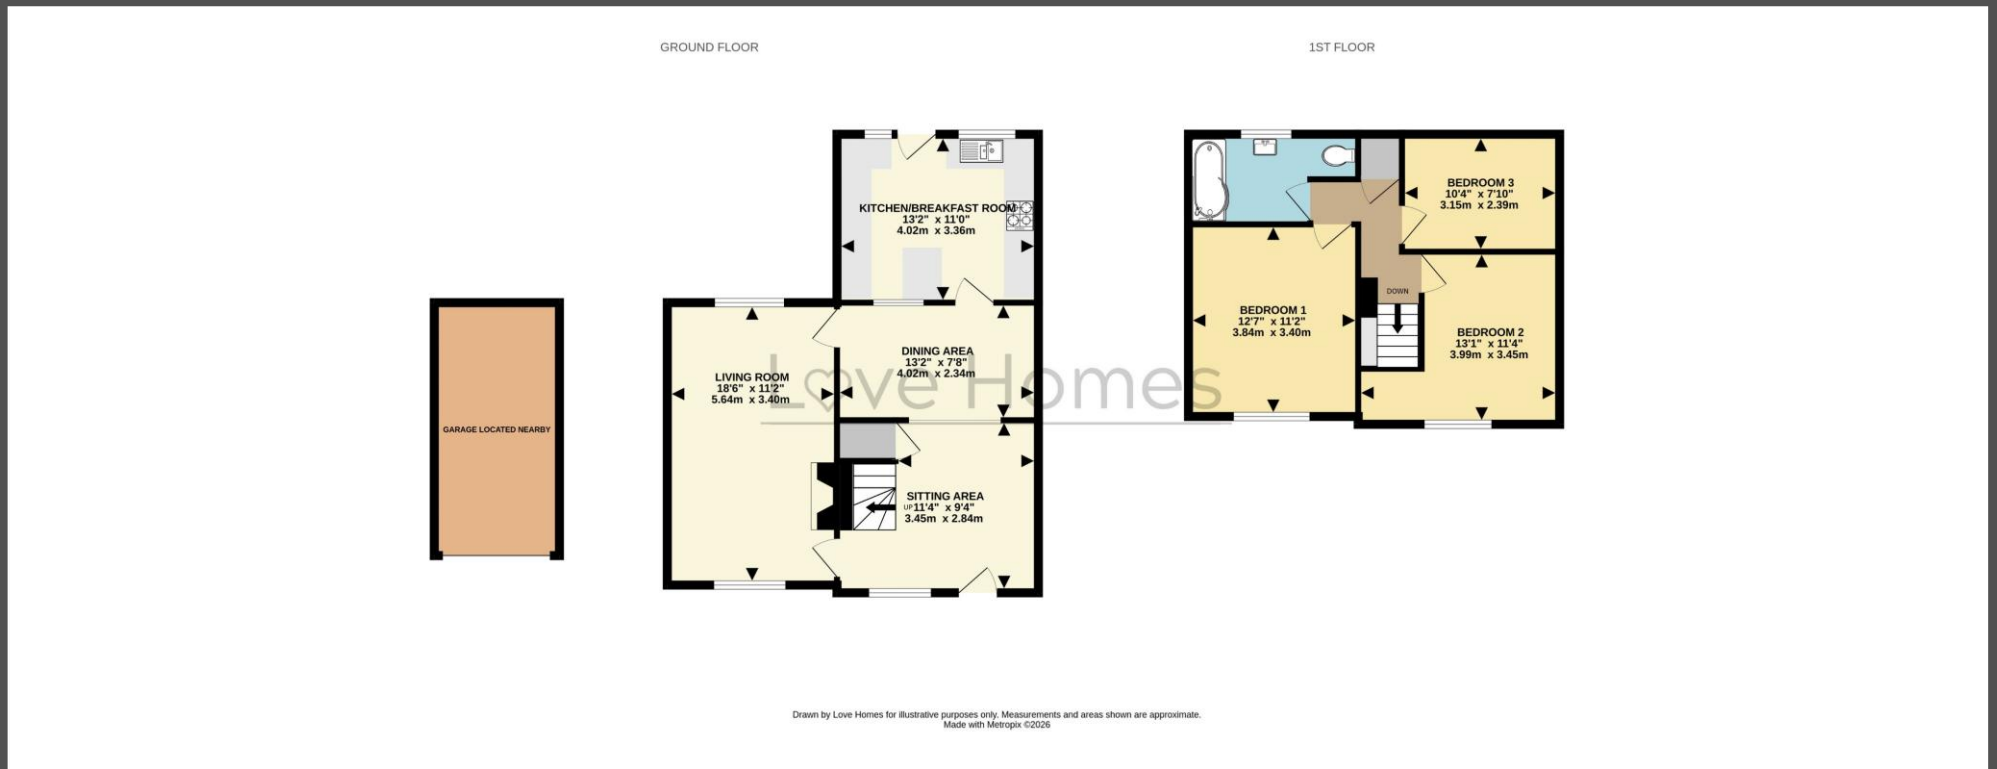 GROUND FLOOR
1ST FLOOR
KITCHEN/BREAKFAST ROOM
13'2" x 11'0"
4.02m x 3.36m
DINING AREA
13'2" x 7'8"
4.02m x 2.34m
LIVING ROOM
18'6" x 11'2"
5.64m x 3.40m
SITTING AREA
UP
11'4" x 9'4"
3.45m x 2.84m
GARAGE LOCATED NEARBY
BEDROOM 3
10'4" x 7'10"
3.15m x 2.39m
BEDROOM 1
12'7" x 11'2"
3.84m x 3.40m
DOWN
BEDROOM 2
13'1" x 11'4"
3.99m x 3.45m
Love Homes
Drawn by Love Homes for illustrative purposes only. Measurements and areas shown are approximate.
Made with Metropix ©2026